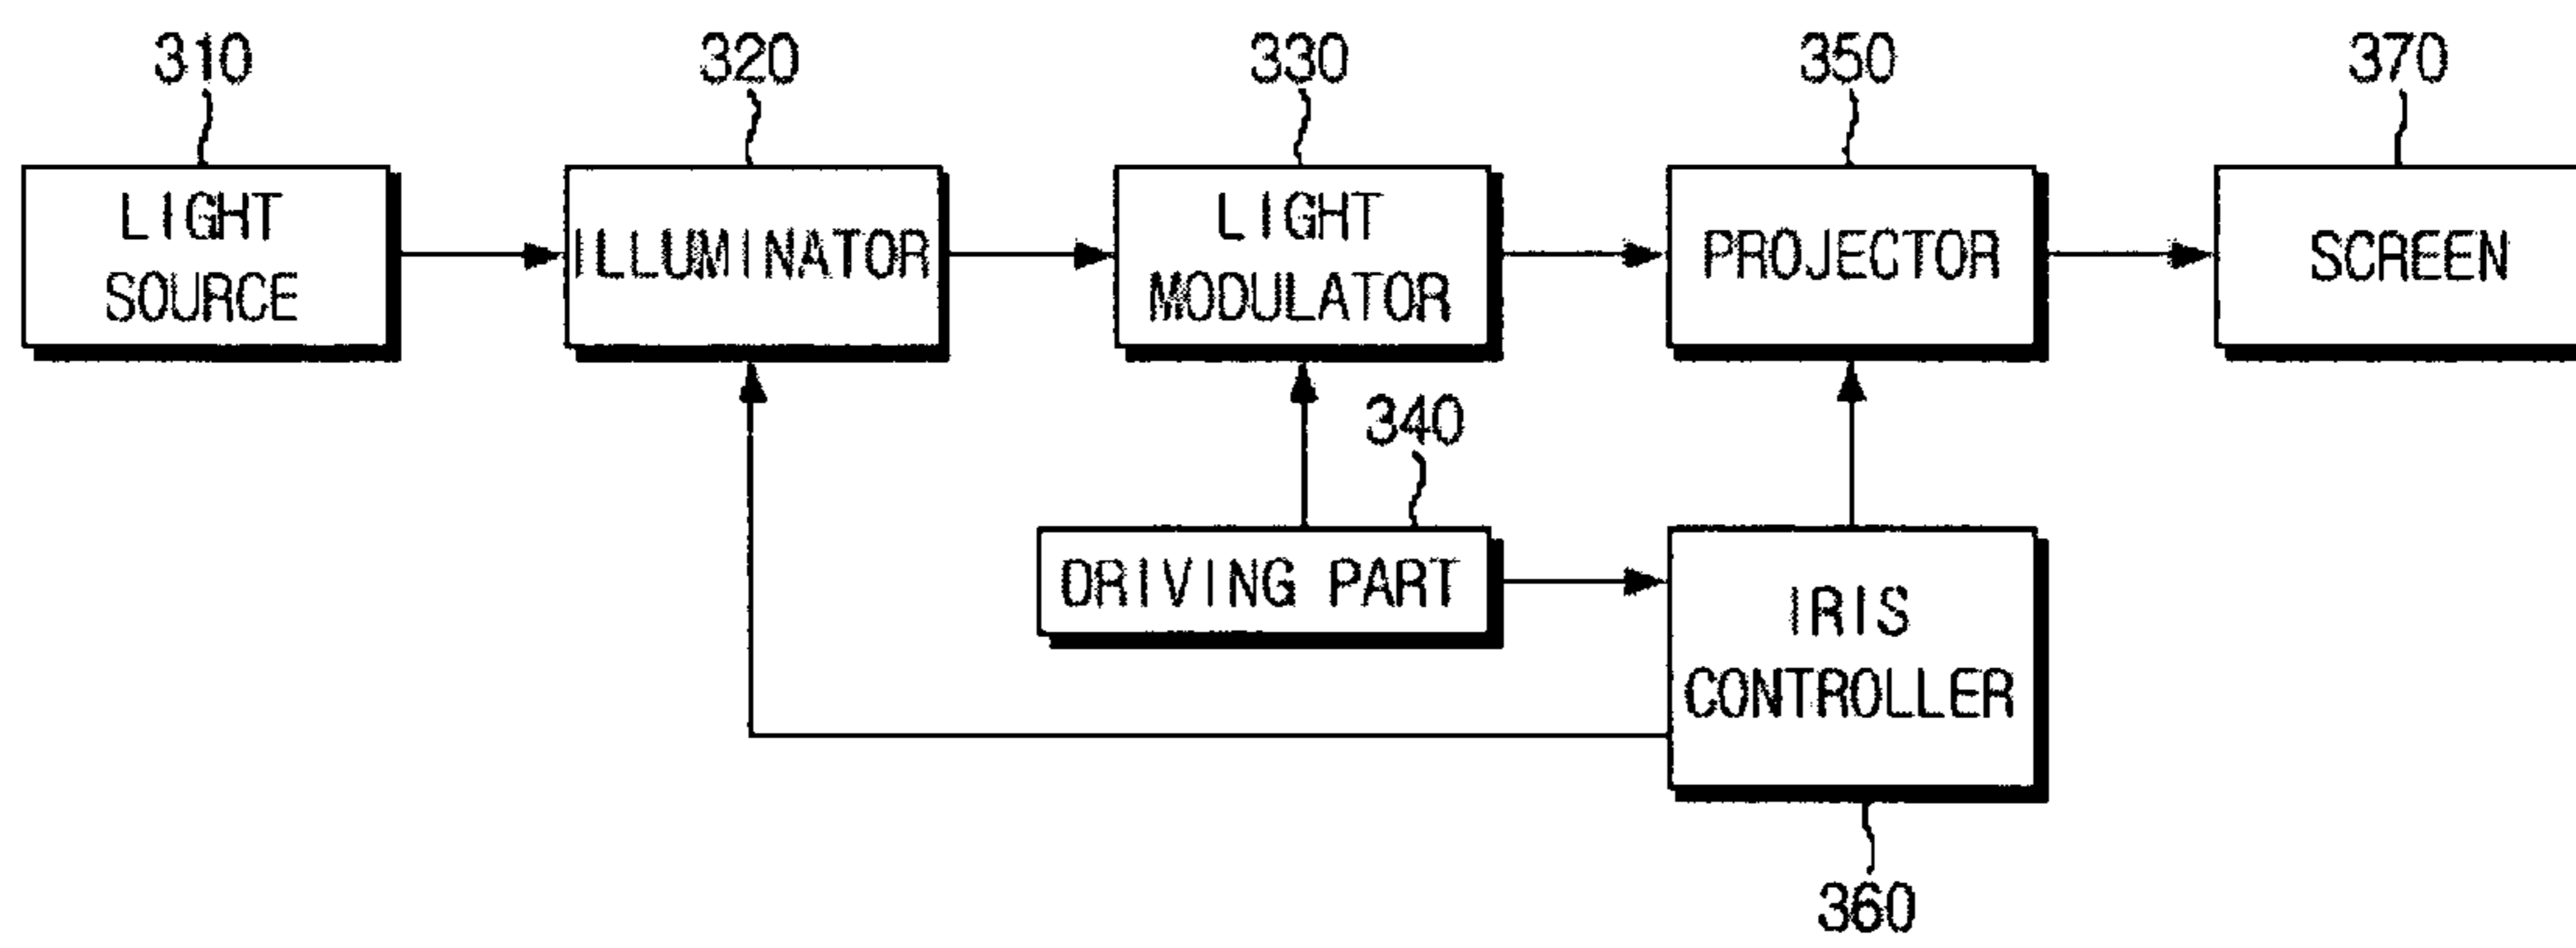 310
320
330
350
370
LIGHT
SOURCE
ILLUMINATOR
LIGHT
MODULATOR
PROJECTOR
SCREEN
340
DRIVING PART
IRIS
CONTROLLER
360